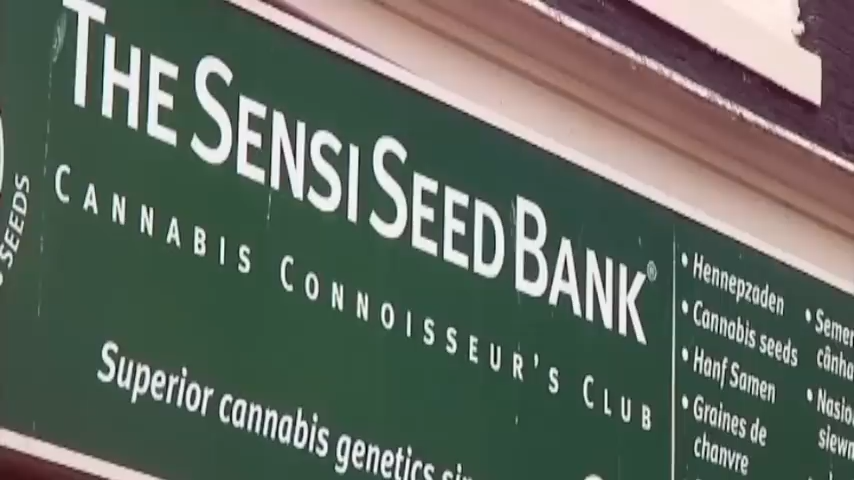 SEEDS
THE SENSI SEED BANK®
CANNABIS CONNOISSEUR'S CLUB
Superior cannabis genetics
• Hennepzaden
• Cannabis seeds
• Hanf Samen
• Graines de
chanvre